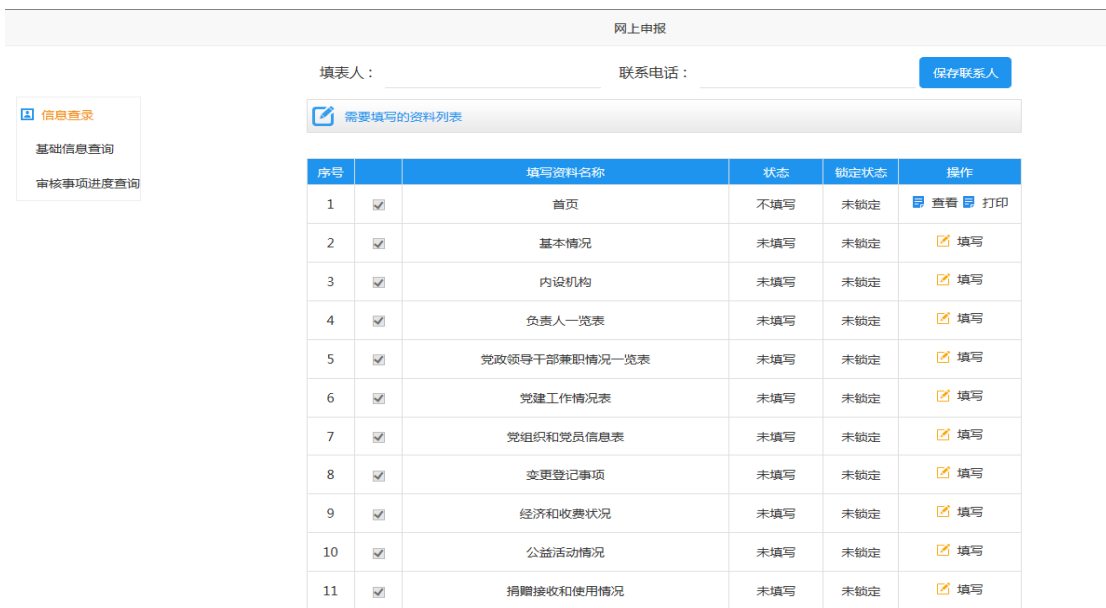 网上申报
填表人： 联系电话： 保存联系人
信息查录
基础信息查询
审核事项进度查询
需要填写的资料列表
序号 填写资料名称 状态 锁定状态 操作
1 首页 不填写 未锁定 查看 打印
2 基本情况 未填写 未锁定 填写
3 内设机构 未填写 未锁定 填写
4 负责人一览表 未填写 未锁定 填写
5 党政领导干部兼职情况一览表 未填写 未锁定 填写
6 党建工作情况表 未填写 未锁定 填写
7 党组织和党员信息表 未填写 未锁定 填写
8 变更登记事项 未填写 未锁定 填写
9 经济和收费状况 未填写 未锁定 填写
10 公益活动情况 未填写 未锁定 填写
11 捐赠接收和使用情况 未填写 未锁定 填写